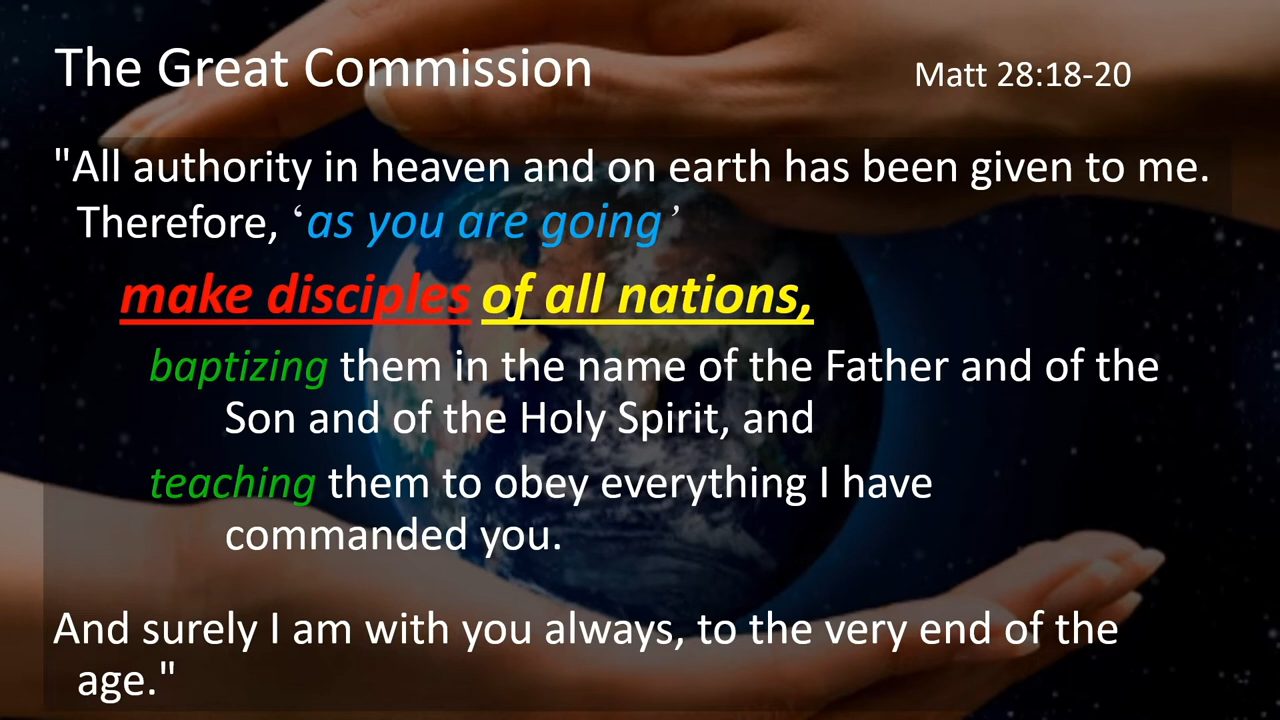 The Great Commission
Matt 28:18-20
"All authority in heaven and on earth has been given to me.
Therefore, ‘as you are going’
make disciples of all nations,
baptizing them in the name of the Father and of the
Son and of the Holy Spirit, and
teaching them to obey everything I have
commanded you.
And surely I am with you always, to the very end of the
age."